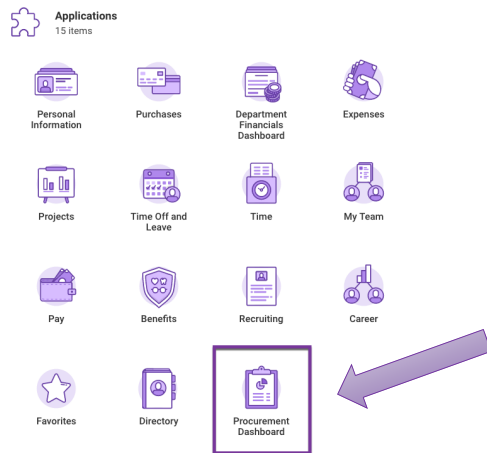 Applications
15 items
Personal
Information
Purchases
Department
Financials
Dashboard
Expenses
Projects
Time Off and
Leave
Time
My Team
Pay
Benefits
Recruiting
Career
Favorites
Directory
Procurement
Dashboard